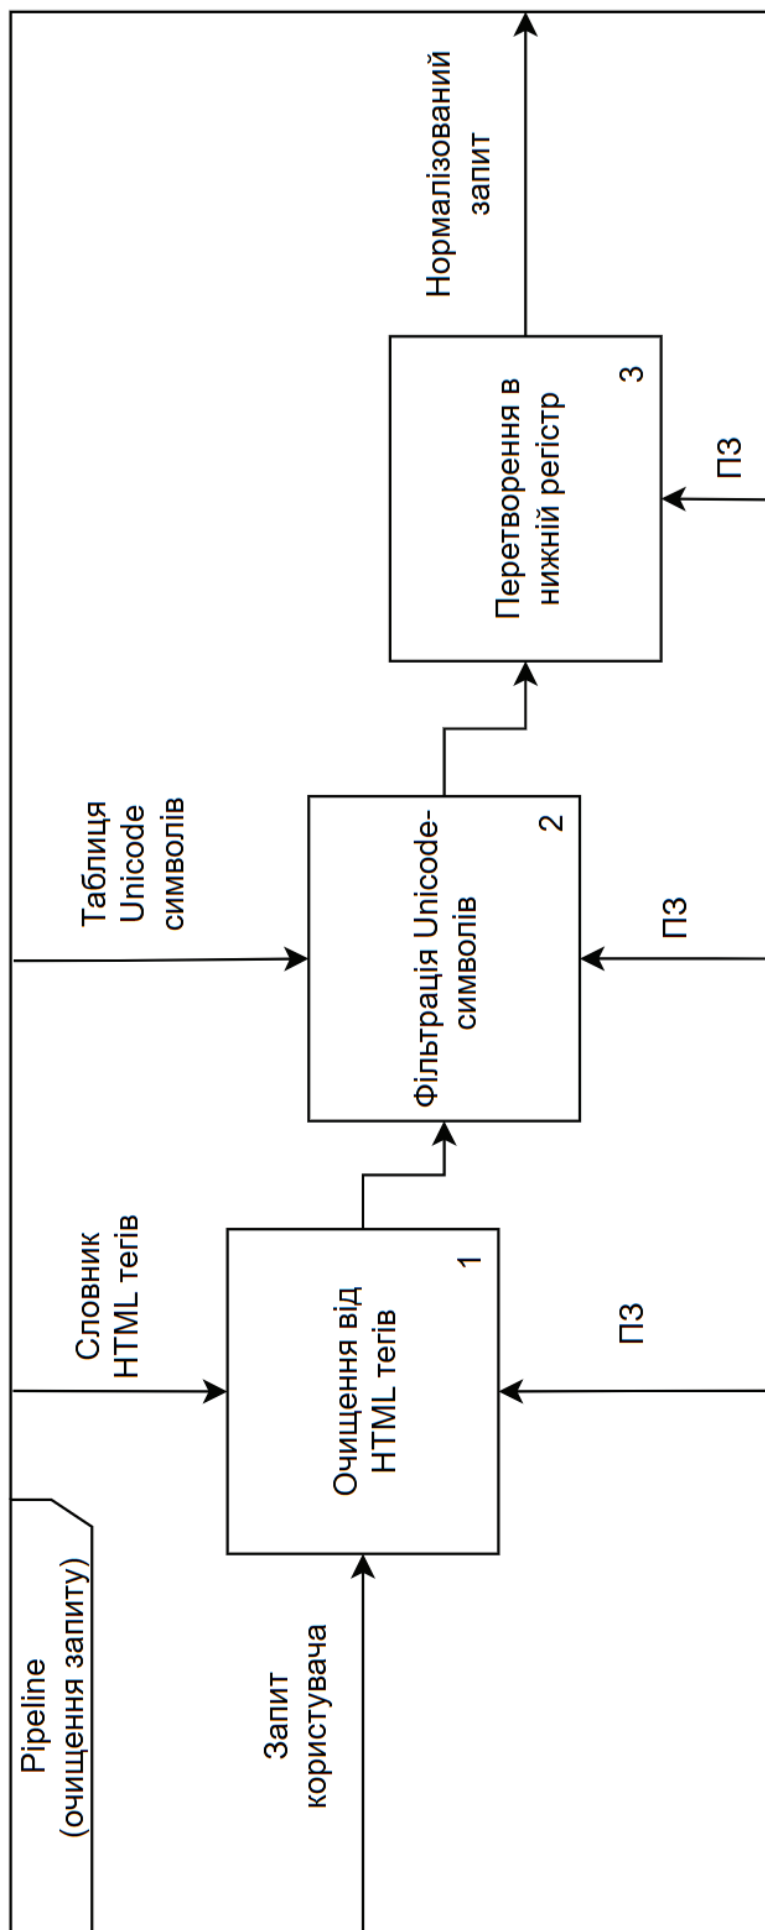 Pipeline
(очищення запиту)
Запит
користувача
Словник
HTML тегів
Очищення від
HTML тегів
1
ПЗ
Таблиця
Unicode
символів
Фільтрація Unicode-
символів
2
ПЗ
Перетворення в
нижній регістр
3
ПЗ
Нормалізований
запит